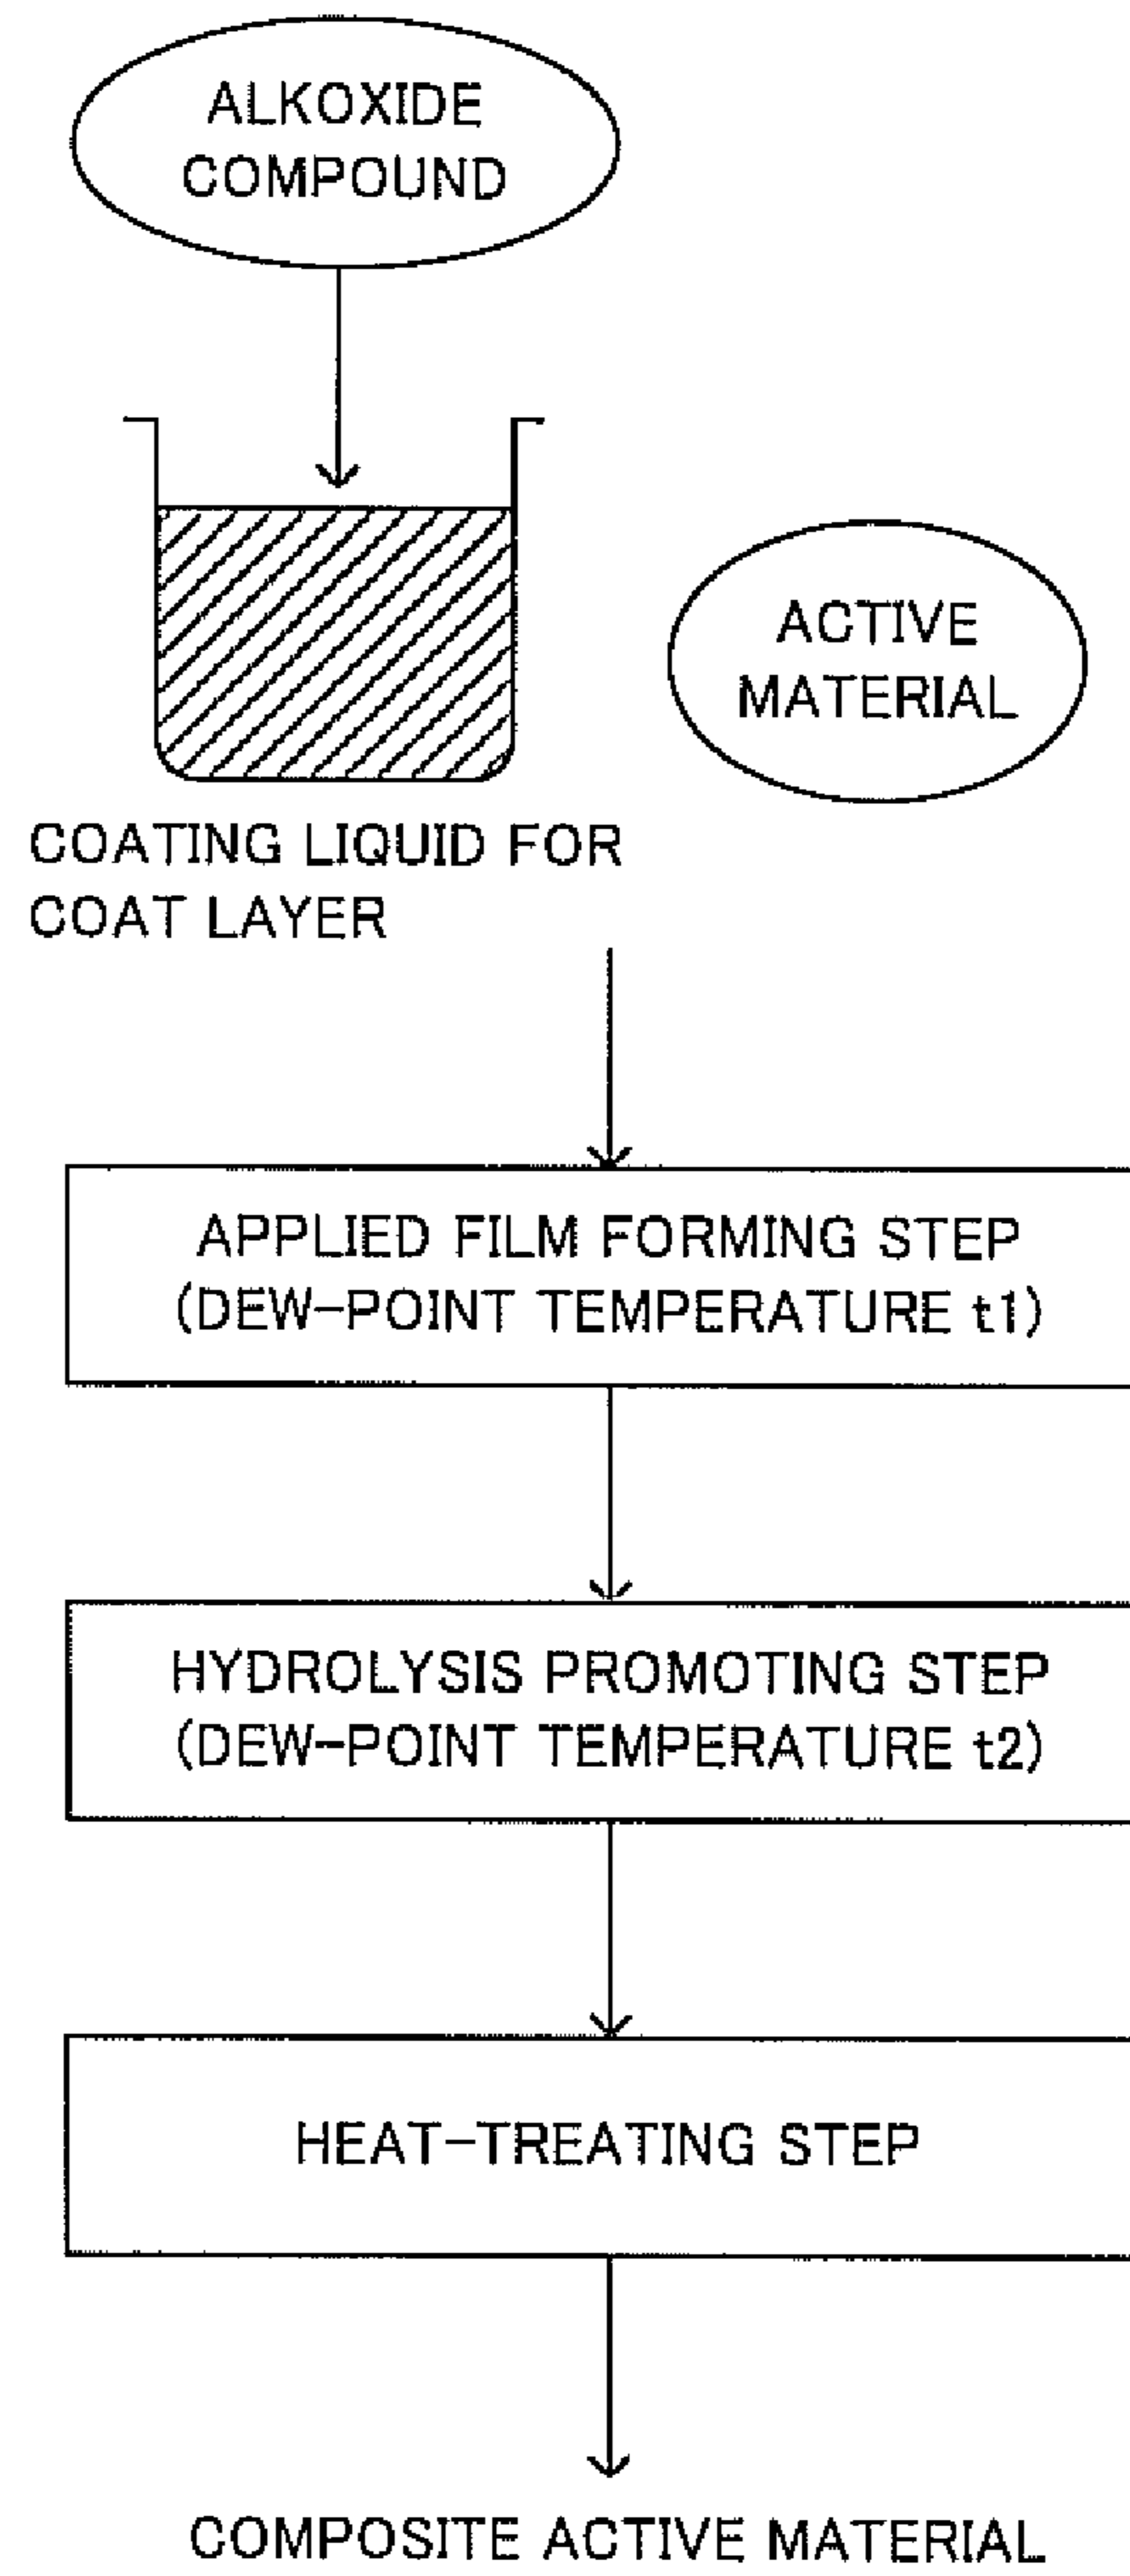 ALKOXIDE
COMPOUND
ACTIVE
MATERIAL
COATING LIQUID FOR
COAT LAYER
APPLIED FILM FORMING STEP
(DEW-POINT TEMPERATURE t1)
HYDROLYSIS PROMOTING STEP
(DEW-POINT TEMPERATURE t2)
HEAT-TREATING STEP
COMPOSITE ACTIVE MATERIAL